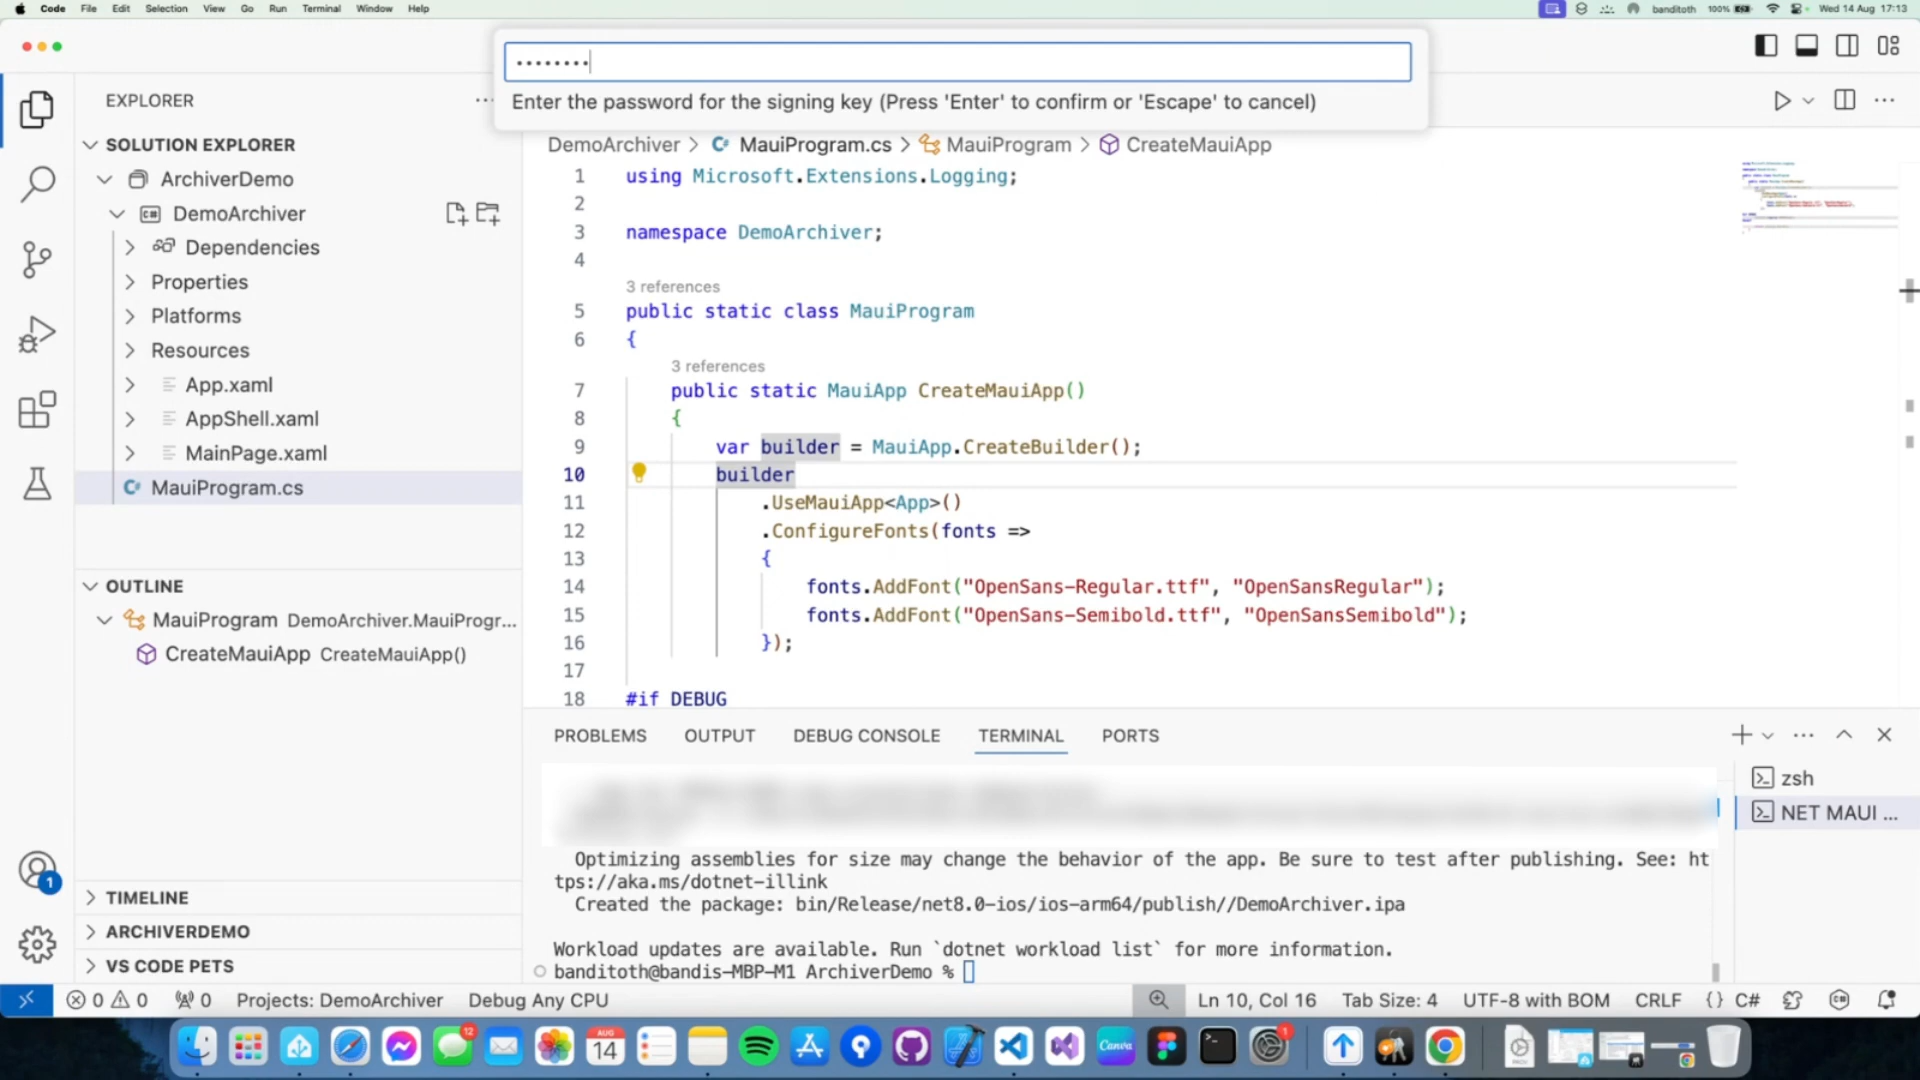 Code File Edit Selection View Go Run Terminal Window Help
banditoth 100% Wed 14 Aug 17:13
••••••••
Enter the password for the signing key (Press 'Enter' to confirm or 'Escape' to cancel)
EXPLORER
SOLUTION EXPLORER
ArchiverDemo
DemoArchiver
Dependencies
Properties
Platforms
Resources
App.xaml
AppShell.xaml
MainPage.xaml
MauiProgram.cs
OUTLINE
MauiProgram DemoArchiver.MauiProgr...
CreateMauiApp CreateMauiApp()
TIMELINE
ARCHIVERDEMO
VS CODE PETS
1
DemoArchiver > MauiProgram.cs > MauiProgram > CreateMauiApp
1 using Microsoft.Extensions.Logging;
2
3 namespace DemoArchiver;
4
3 references
5 public static class MauiProgram
6 {
3 references
7 public static MauiApp CreateMauiApp()
8 {
9 var builder = MauiApp.CreateBuilder();
10 builder
11 .UseMauiApp<App>()
12 .ConfigureFonts(fonts =>
13 {
14 fonts.AddFont("OpenSans-Regular.ttf", "OpenSansRegular");
15 fonts.AddFont("OpenSans-Semibold.ttf", "OpenSansSemibold");
16 });
17
18 #if DEBUG
PROBLEMS OUTPUT DEBUG CONSOLE TERMINAL PORTS
zsh
NET MAUI ...
Optimizing assemblies for size may change the behavior of the app. Be sure to test after publishing. See: ht
tps://aka.ms/dotnet-illink
Created the package: bin/Release/net8.0-ios/ios-arm64/publish//DemoArchiver.ipa
Workload updates are available. Run `dotnet workload list` for more information.
banditoth@bandis-MBP-M1 ArchiverDemo %
0 0 0 Projects: DemoArchiver Debug Any CPU Ln 10, Col 16 Tab Size: 4 UTF-8 with BOM CRLF {} C#
12
AUG
14
Canva
1